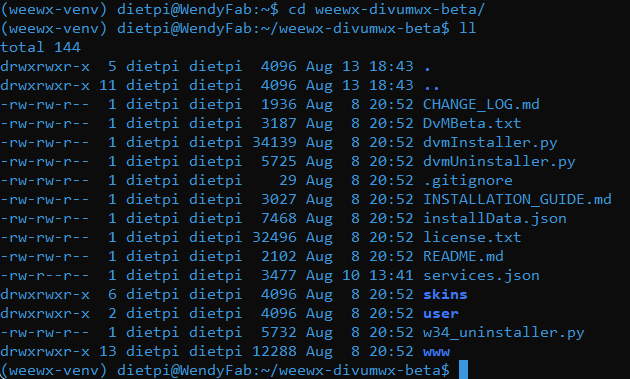 (weewx-venv) dietpi@WendyFab:~$ cd weewx-divumwx-beta/
(weewx-venv) dietpi@WendyFab:~/weewx-divumwx-beta$ ll
total 144
drwxrwxr-x  5 dietpi dietpi  4096 Aug 13 18:43 .
drwxrwxr-x 11 dietpi dietpi  4096 Aug 13 18:43 ..
-rw-rw-r--  1 dietpi dietpi  1936 Aug  8 20:52 CHANGE_LOG.md
-rw-rw-r--  1 dietpi dietpi  3187 Aug  8 20:52 DvMBeta.txt
-rw-rw-r--  1 dietpi dietpi 34139 Aug  8 20:52 dvmInstaller.py
-rw-rw-r--  1 dietpi dietpi  5725 Aug  8 20:52 dvmUninstaller.py
-rw-rw-r--  1 dietpi dietpi    29 Aug  8 20:52 .gitignore
-rw-rw-r--  1 dietpi dietpi  3027 Aug  8 20:52 INSTALLATION_GUIDE.md
-rw-rw-r--  1 dietpi dietpi  7468 Aug  8 20:52 installData.json
-rw-rw-r--  1 dietpi dietpi 32496 Aug  8 20:52 license.txt
-rw-rw-r--  1 dietpi dietpi  2102 Aug  8 20:52 README.md
-rw-r--r--  1 dietpi dietpi  3477 Aug 10 13:41 services.json
drwxrwxr-x  6 dietpi dietpi  4096 Aug  8 20:52 skins
drwxrwxr-x  2 dietpi dietpi  4096 Aug  8 20:52 user
-rw-rw-r--  1 dietpi dietpi  5732 Aug  8 20:52 w34_uninstaller.py
drwxrwxr-x 13 dietpi dietpi 12288 Aug  8 20:52 www
(weewx-venv) dietpi@WendyFab:~/weewx-divumwx-beta$